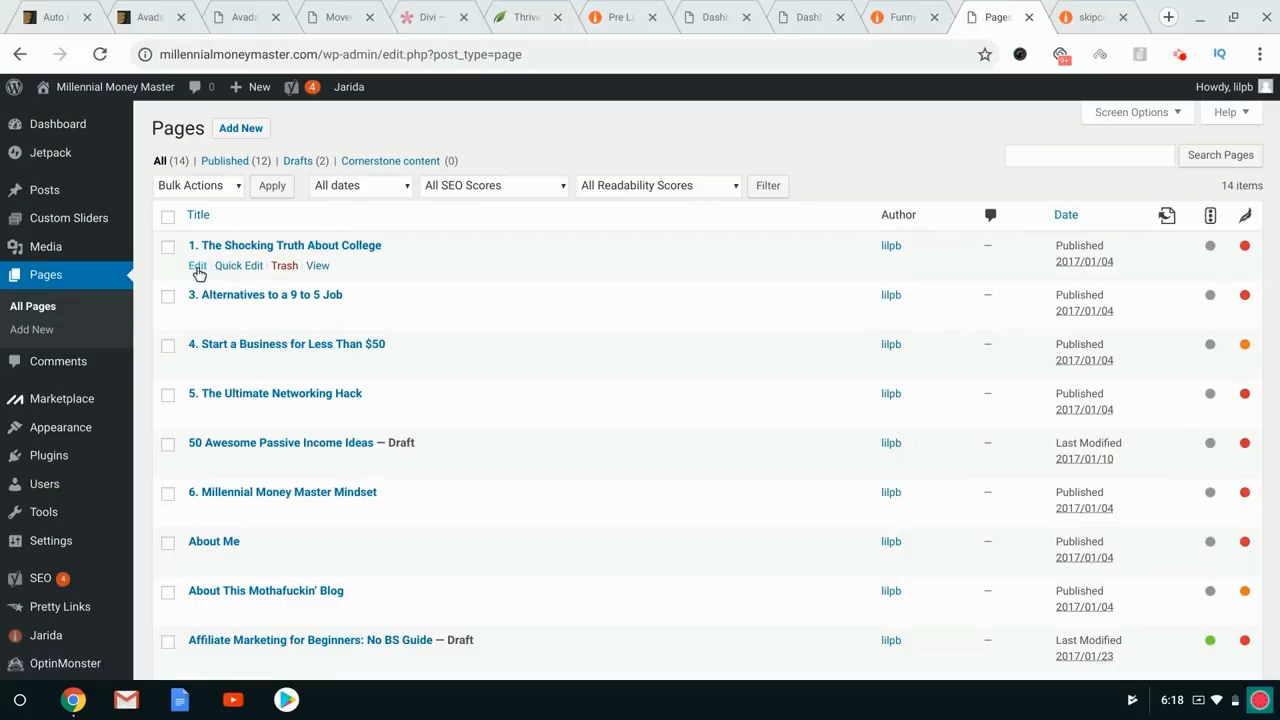 Auto
Avada
Avada
Move
Divi –
Thrive
Pre La
Dashb
Dashb
Funny
Pages
skipc
millennialmoneymaster.com/wp-admin/edit.php?post_type=page
9+
IQ
Millennial Money Master
0
New
4
Jarida
Howdy, lilpb
Dashboard
Jetpack
Posts
Custom Sliders
Media
Pages
All Pages
Add New
Comments
Marketplace
Appearance
Plugins
Users
Tools
Settings
SEO 4
Pretty Links
Jarida
OptinMonster
Screen Options
Help
Pages
Add New
All (14) | Published (12) | Drafts (2) | Cornerstone content (0)
Search Pages
Bulk Actions
Apply
All dates
All SEO Scores
All Readability Scores
Filter
14 items
Title
Author
Date
1. The Shocking Truth About College
lilpb
—
Published
2017/01/04
Edit | Quick Edit | Trash | View
3. Alternatives to a 9 to 5 Job
lilpb
—
Published
2017/01/04
4. Start a Business for Less Than $50
lilpb
—
Published
2017/01/04
5. The Ultimate Networking Hack
lilpb
—
Published
2017/01/04
50 Awesome Passive Income Ideas — Draft
lilpb
—
Last Modified
2017/01/10
6. Millennial Money Master Mindset
lilpb
—
Published
2017/01/04
About Me
lilpb
—
Published
2017/01/04
About This Mothafuckin’ Blog
lilpb
—
Published
2017/01/04
Affiliate Marketing for Beginners: No BS Guide — Draft
lilpb
—
Last Modified
2017/01/23
6:18